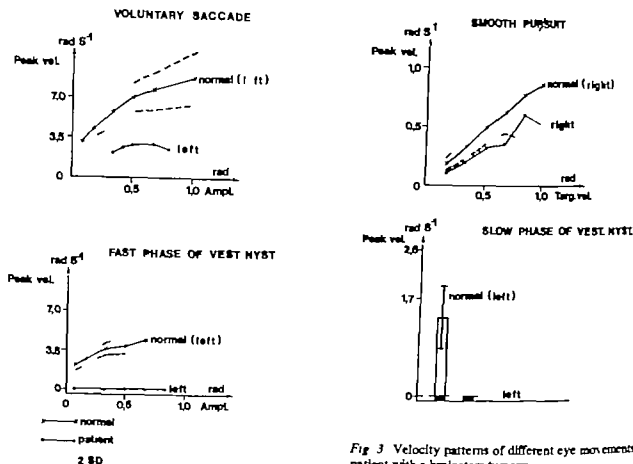 VOLUNTARY SACCADE
rad s-1
Peak vel.
7,0
3,5
0
normal (left)
left
rad
0,5
1,0 Ampl.
SMOOTH PURSUIT
rad S-1
Peak vel.
1,0
0,5
0
normal (right)
right
rad
0,5
1,0
Targ. vel.
FAST PHASE OF VEST NYST
rad s-1
Peak vel.
7,0
3,5
0
normal (left)
left
rad
0
0,5
1,0
Ampl.
normal
patient
2 SD
SLOW PHASE OF VEST. NYST.
rad s-1
Peak vel.
2,6
1,7
0
normal (left)
left
Fig 3 Velocity patterns of different eye movements
patient with a brainstem tumour